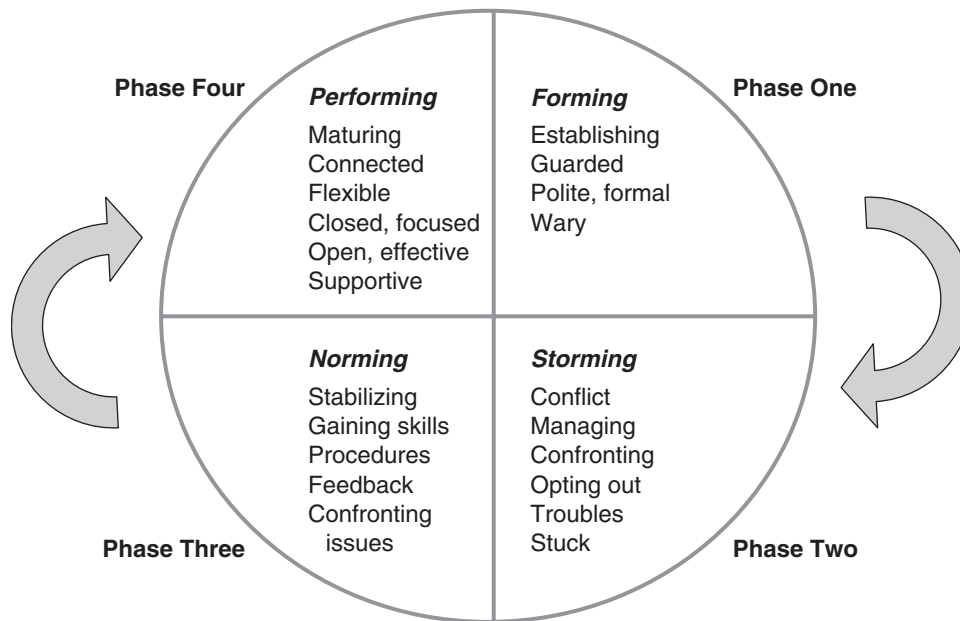 Phase Four
Performing
Maturing
Connected
Flexible
Closed, focused
Open, effective
Supportive
Forming
Establishing
Guarded
Polite, formal
Wary
Phase One
Norming
Stabilizing
Gaining skills
Procedures
Feedback
Confronting
issues
Phase Three
Storming
Conflict
Managing
Confronting
Opting out
Troubles
Stuck
Phase Two